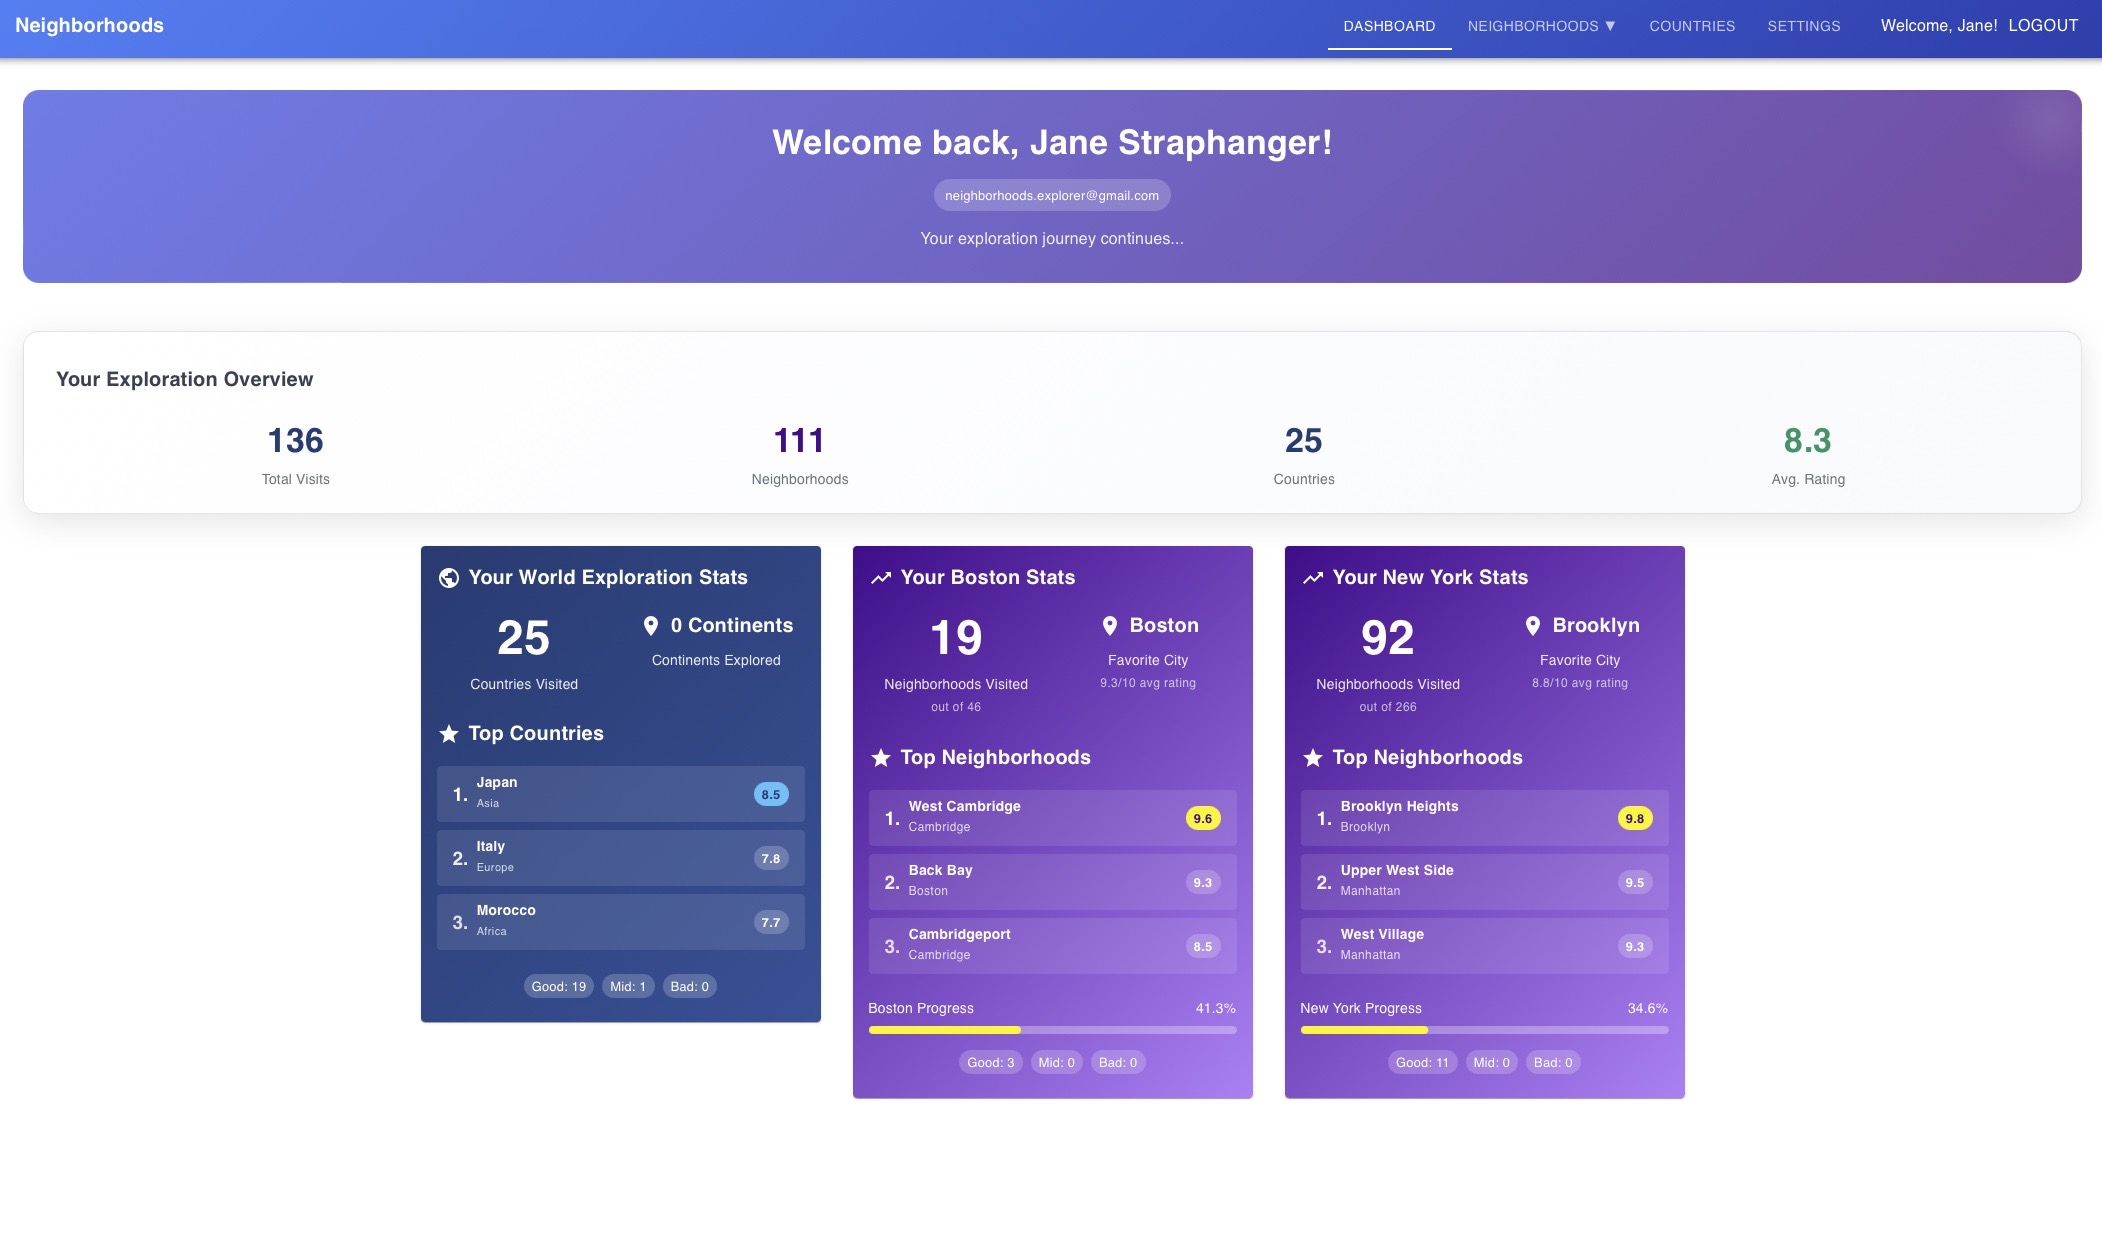 Neighborhoods
DASHBOARD
NEIGHBORHOODS ▼
COUNTRIES
SETTINGS
Welcome, Jane!
LOGOUT
Welcome back, Jane Straphanger!
neighborhoods.explorer@gmail.com
Your exploration journey continues...
Your Exploration Overview
136
Total Visits
111
Neighborhoods
25
Countries
8.3
Avg. Rating
Your World Exploration Stats
25
Countries Visited
0 Continents
Continents Explored
Top Countries
1. Japan
Asia
8.5
2. Italy
Europe
7.8
3. Morocco
Africa
7.7
Good: 19
Mid: 1
Bad: 0
Your Boston Stats
19
Neighborhoods Visited
out of 46
Boston
Favorite City
9.3/10 avg rating
Top Neighborhoods
1. West Cambridge
Cambridge
9.6
2. Back Bay
Boston
9.3
3. Cambridgeport
Cambridge
8.5
Boston Progress
41.3%
Good: 3
Mid: 0
Bad: 0
Your New York Stats
92
Neighborhoods Visited
out of 266
Brooklyn
Favorite City
8.8/10 avg rating
Top Neighborhoods
1. Brooklyn Heights
Brooklyn
9.8
2. Upper West Side
Manhattan
9.5
3. West Village
Manhattan
9.3
New York Progress
34.6%
Good: 11
Mid: 0
Bad: 0